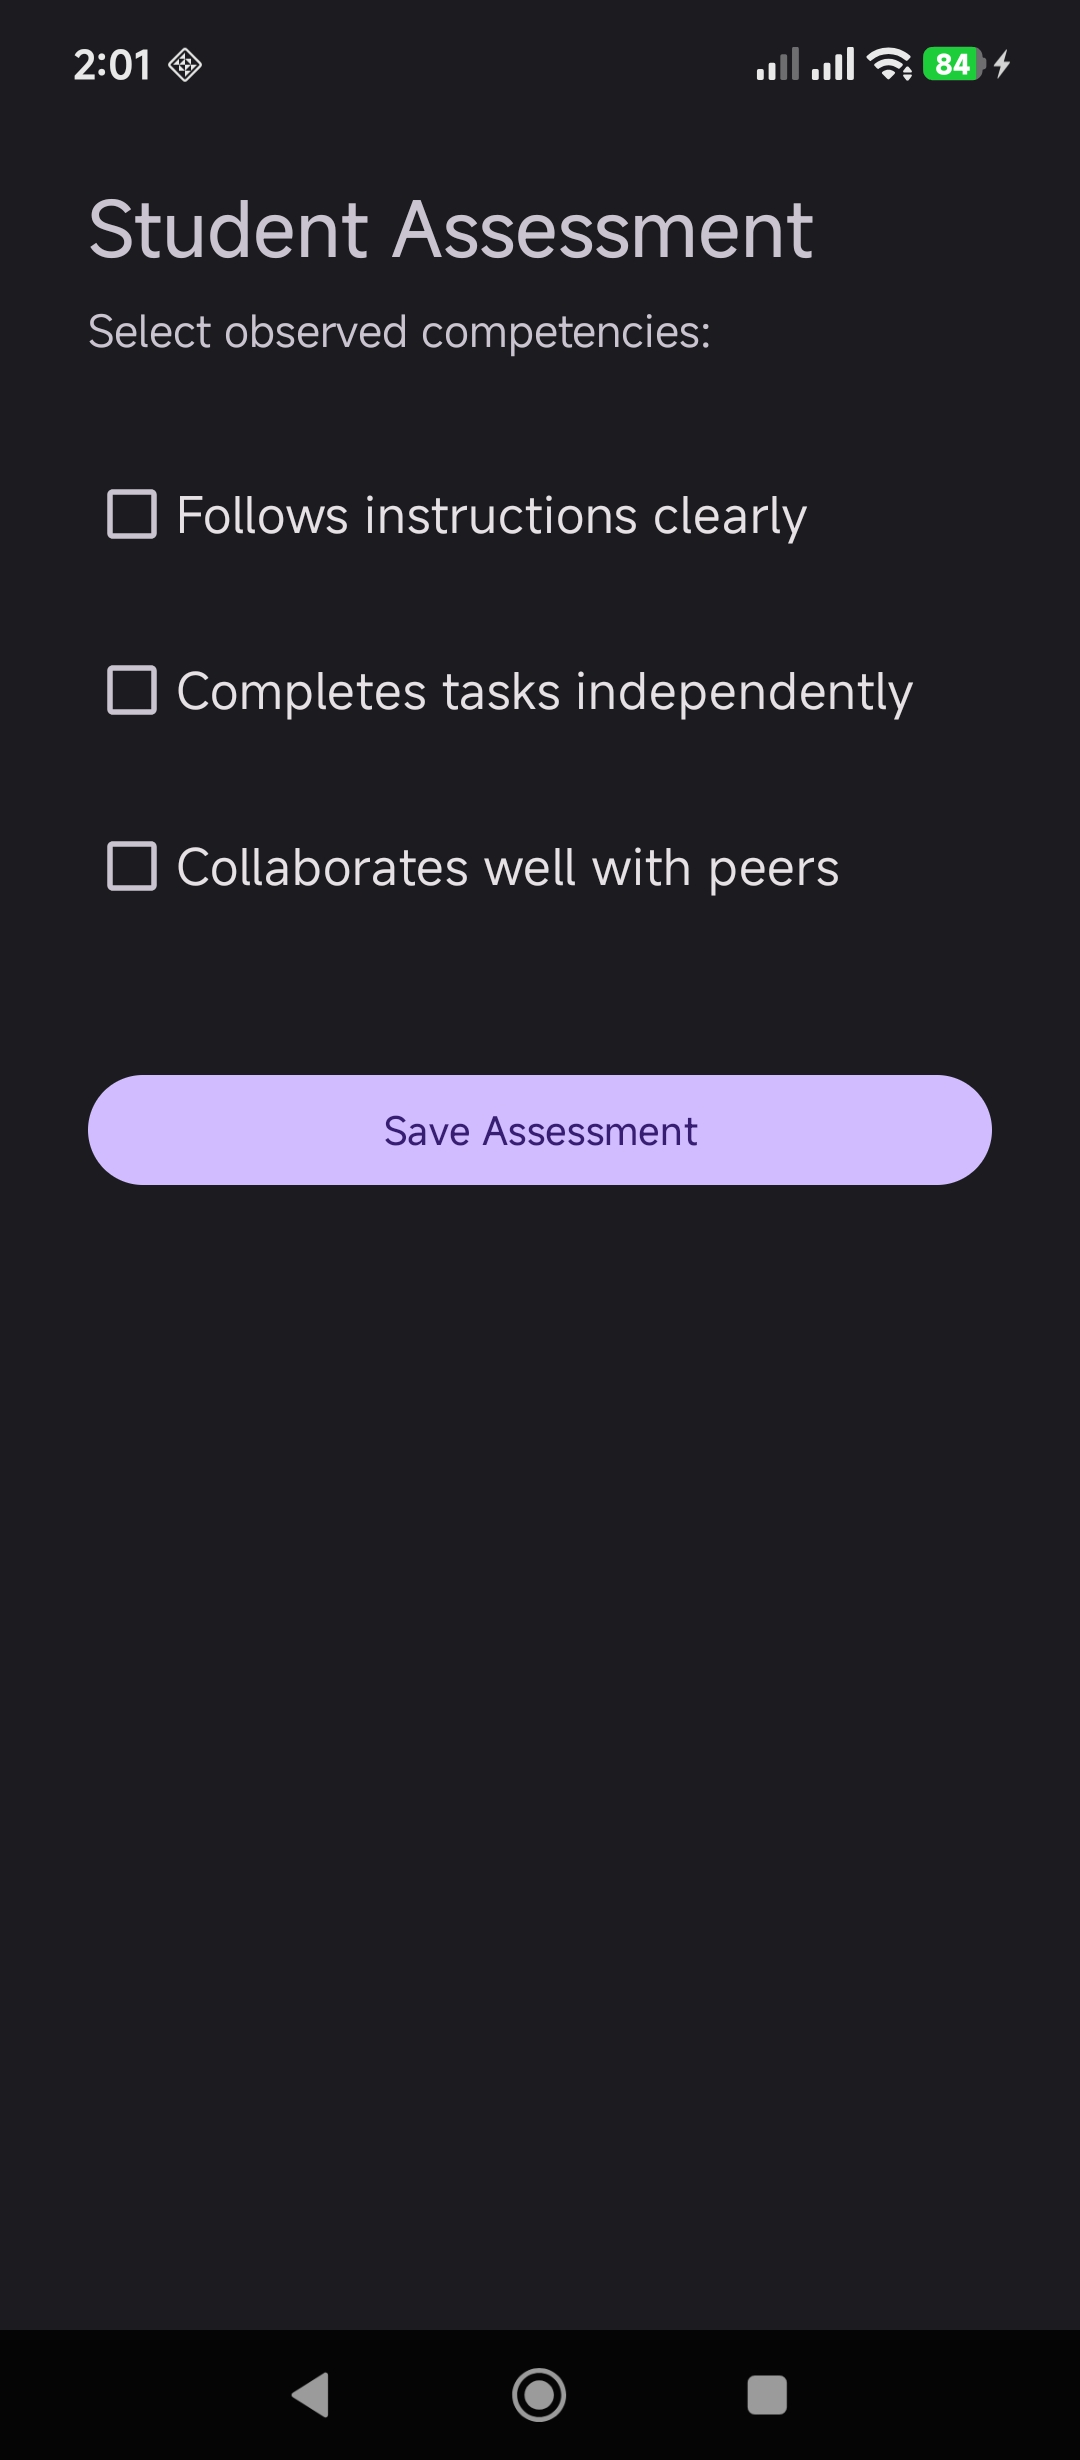 2:01
84
Student Assessment
Select observed competencies:
Follows instructions clearly
Completes tasks independently
Collaborates well with peers
Save Assessment